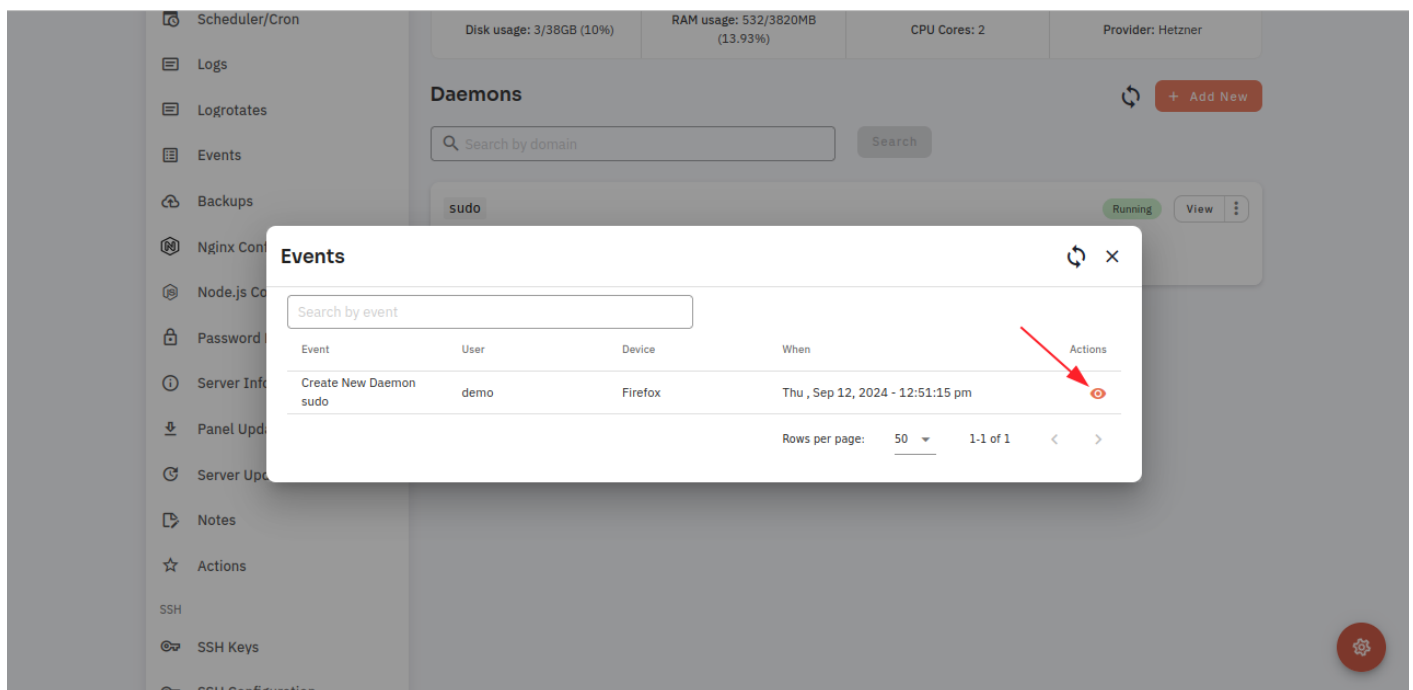 Scheduler/Cron
Logs
Logrotates
Events
Backups
Nginx Conf
Node.js Co
Password
Server Info
Panel Upd
Server Upd
Notes
Actions
SSH
SSH Keys
SSH Configuration
Disk usage: 3/38GB (10%)
RAM usage: 532/3820MB
(13.93%)
CPU Cores: 2
Provider: Hetzner
Daemons
+ Add New
Search by domain
Search
sudo
Running
View
Events
Search by event
Event User Device When Actions
Create New Daemon
sudo
demo Firefox Thu , Sep 12, 2024 - 12:51:15 pm
Rows per page: 50 1-1 of 1